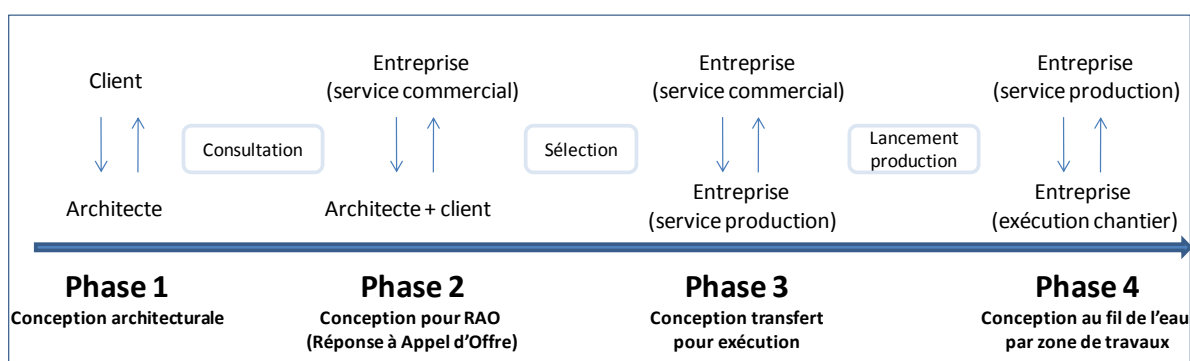 Client
Architecte
Consultation
Entreprise
(service commercial)
Architecte + client
Sélection
Entreprise
(service commercial)
Entreprise
(service production)
Lancement
production
Entreprise
(service production)
Entreprise
(exécution chantier)
Phase 1
Conception architecturale
Phase 2
Conception pour RAO
(Réponse à Appel d’Offre)
Phase 3
Conception transfert
pour exécution
Phase 4
Conception au fil de l’eau
par zone de travaux